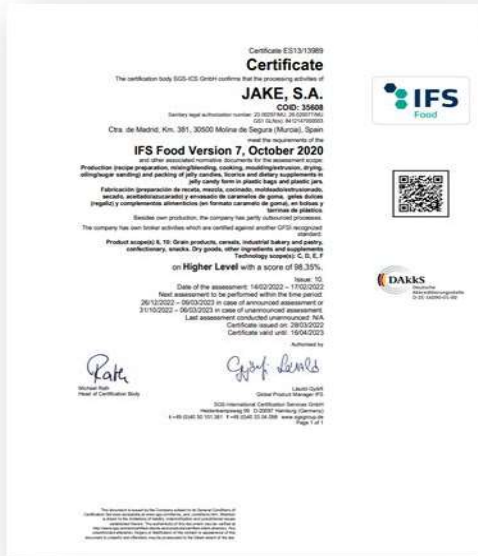 Certificate ES13/13989
Certificate
The certification body SGS-ICS GmbH confirms that the processing activities of
JAKE, S.A.
COID: 35608
Ctra. de Madrid, Km. 381, 30500 Molina de Segura (Murcia), Spain
meet the requirements of the
IFS Food Version 7, October 2020
and other associated normative documents for the assessment scope:
Production (recipe preparation, mixing/blending, cooking, moulding/extrusion, drying,
oiling/sugar sanding) and packing of jelly candies, licorice and dietary supplements in
jelly candy form in plastic bags and plastic jars.
Fabricación (preparación de receta, mezcla, cocinado, moldeado/extrusionado,
secado, aceitado/azucarado) y envasado de caramelos de goma, geles dulces
(regaliz) y complementos alimenticios (en formato caramelo de goma), en bolsas y
tarrinas de plástico.
Besides own production, the company has partly outsourced processes.
The company has own broker activities which are certified against another GFSI recognized
standard.
Product scope(s) 6, 10: Grain products, cereals, industrial bakery and pastry,
confectionary, snacks. Dry goods, other ingredients and supplements
Technology scope(s): C, D, E, F
on Higher Level with a score of 98,35%.
Issue: 10
Date of the assessment: 14/02/2022 – 17/02/2022
Next assessment to be performed within the time period:
26/12/2022 – 06/03/2023 in case of announced assessment or
31/10/2022 – 06/03/2023 in case of unannounced assessment.
Last assessment conducted unannounced: N/A
Certificate issued on: 28/03/2022
Certificate valid until: 16/04/2023
Authorised by
Michael Rath
Head of Certification Body
László Győrfi
Global Product Manager IFS
SGS-International Certification Services GmbH
Page 1 of 1
IFS
Food
DAkkS
Deutsche
Akkreditierungsstelle